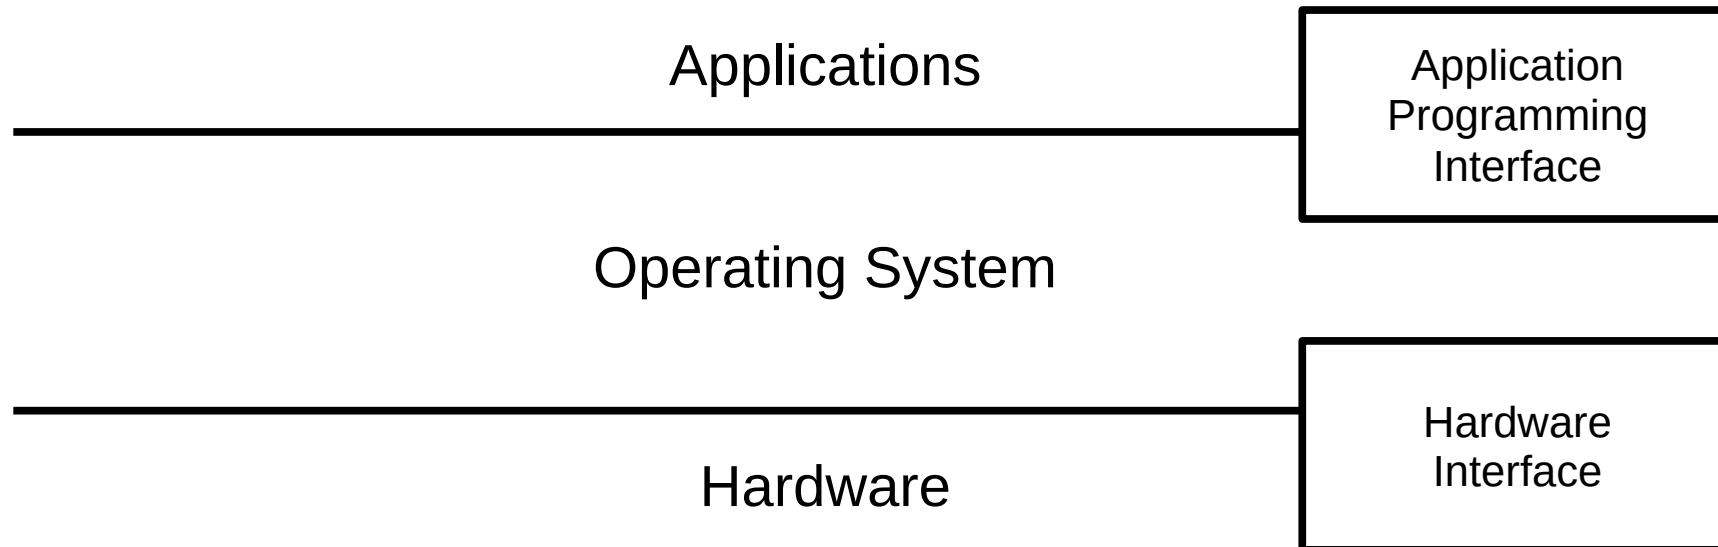 Applications
Application
Programming
Interface
Operating System
Hardware
Interface
Hardware